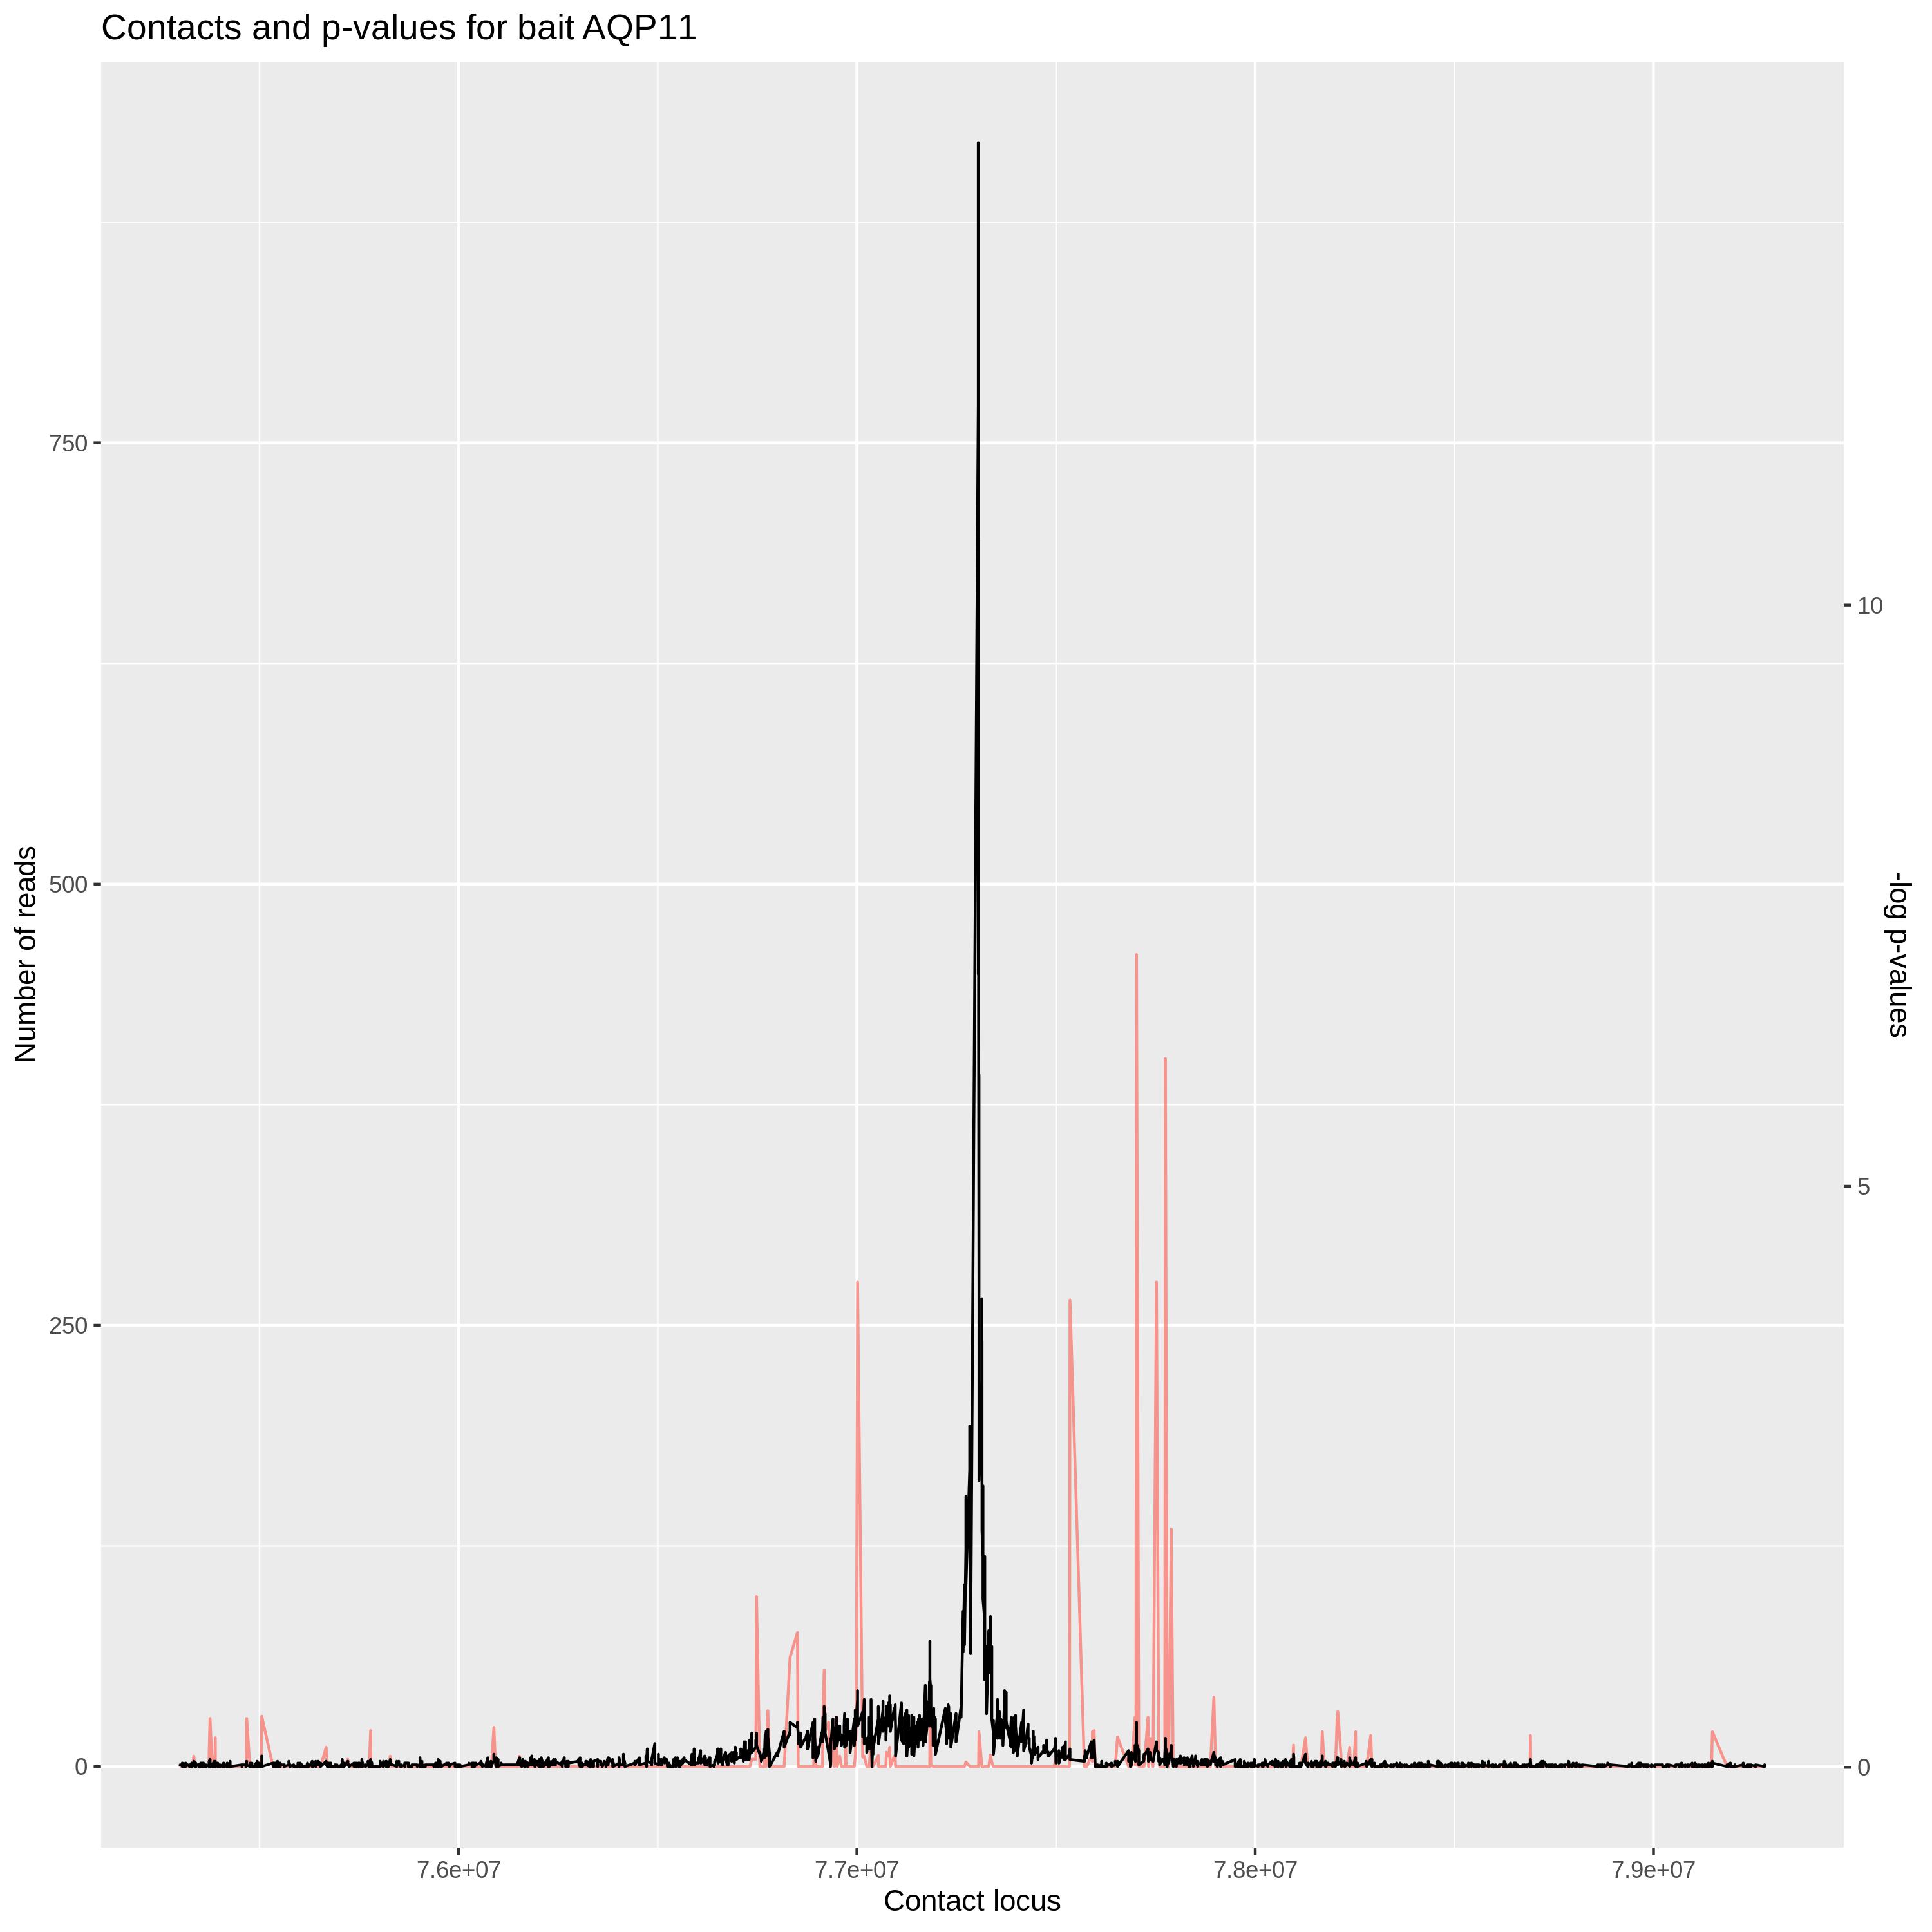 Contacts and p-values for bait AQP11
750
500
250
0
Number of reads
10
5
0
-log p-values
7.6e+07
7.7e+07
7.8e+07
7.9e+07
Contact locus